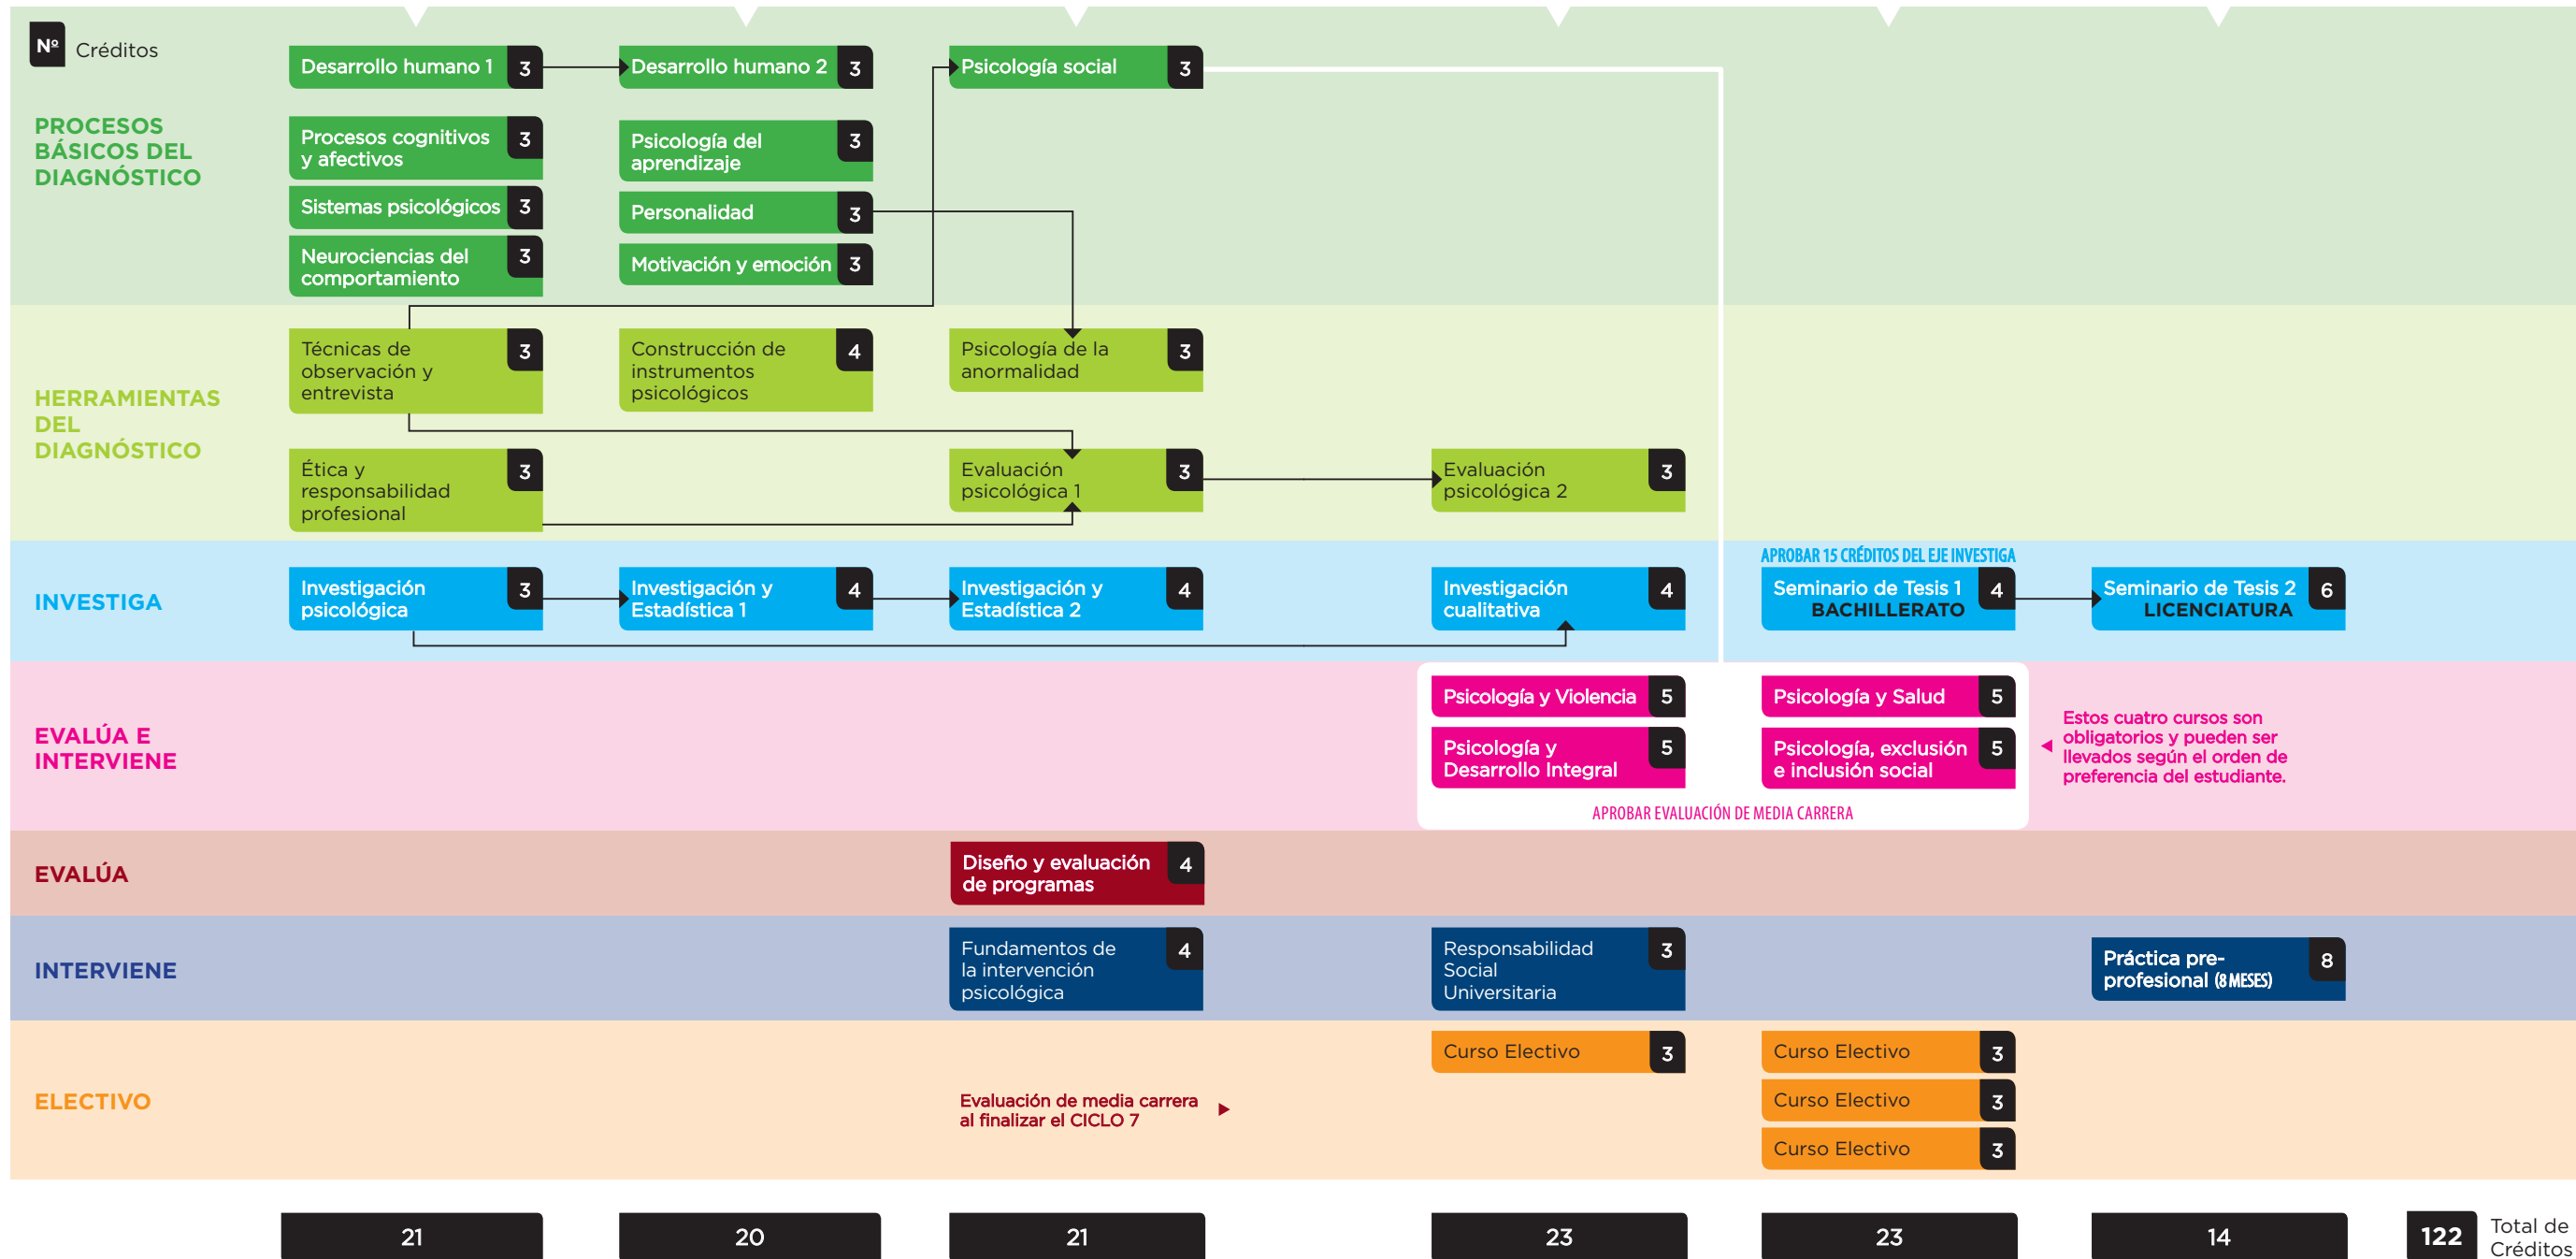 Nº Créditos
PROCESOS
BÁSICOS DEL
DIAGNÓSTICO
Desarrollo humano 1 3
Desarrollo humano 2 3
Psicología social 3
Procesos cognitivos
y afectivos 3
Psicología del
aprendizaje 3
Sistemas psicológicos 3
Personalidad 3
Neurociencias del
comportamiento 3
Motivación y emoción 3
HERRAMIENTAS
DEL
DIAGNÓSTICO
Técnicas de
observación y
entrevista 3
Construcción de
instrumentos
psicológicos 4
Psicología de la
anormalidad 3
Ética y
responsabilidad
profesional 3
Evaluación
psicológica 1 3
Evaluación
psicológica 2 3
INVESTIGA
Investigación
psicológica 3
Investigación y
Estadística 1 4
Investigación y
Estadística 2 4
Investigación
cualitativa 4
APROBAR 15 CRÉDITOS DEL EJE INVESTIGA
Seminario de Tesis 1 4
BACHILLERATO
Seminario de Tesis 2 6
LICENCIATURA
EVALÚA E
INTERVIENE
Psicología y Violencia 5
Psicología y Salud 5
Psicología y
Desarrollo Integral 5
Psicología, exclusión
e inclusión social 5
APROBAR EVALUACIÓN DE MEDIA CARRERA
Estos cuatro cursos son
obligatorios y pueden ser
llevados según el orden de
preferencia del estudiante.
EVALÚA
Diseño y evaluación
de programas 4
INTERVIENE
Fundamentos de
la intervención
psicológica 4
Responsabilidad
Social
Universitaria 3
Práctica pre-
profesional (8 MESES) 8
ELECTIVO
Evaluación de media carrera
al finalizar el CICLO 7
Curso Electivo 3
Curso Electivo 3
Curso Electivo 3
Curso Electivo 3
21
20
21
23
23
14
122 Total de
Créditos